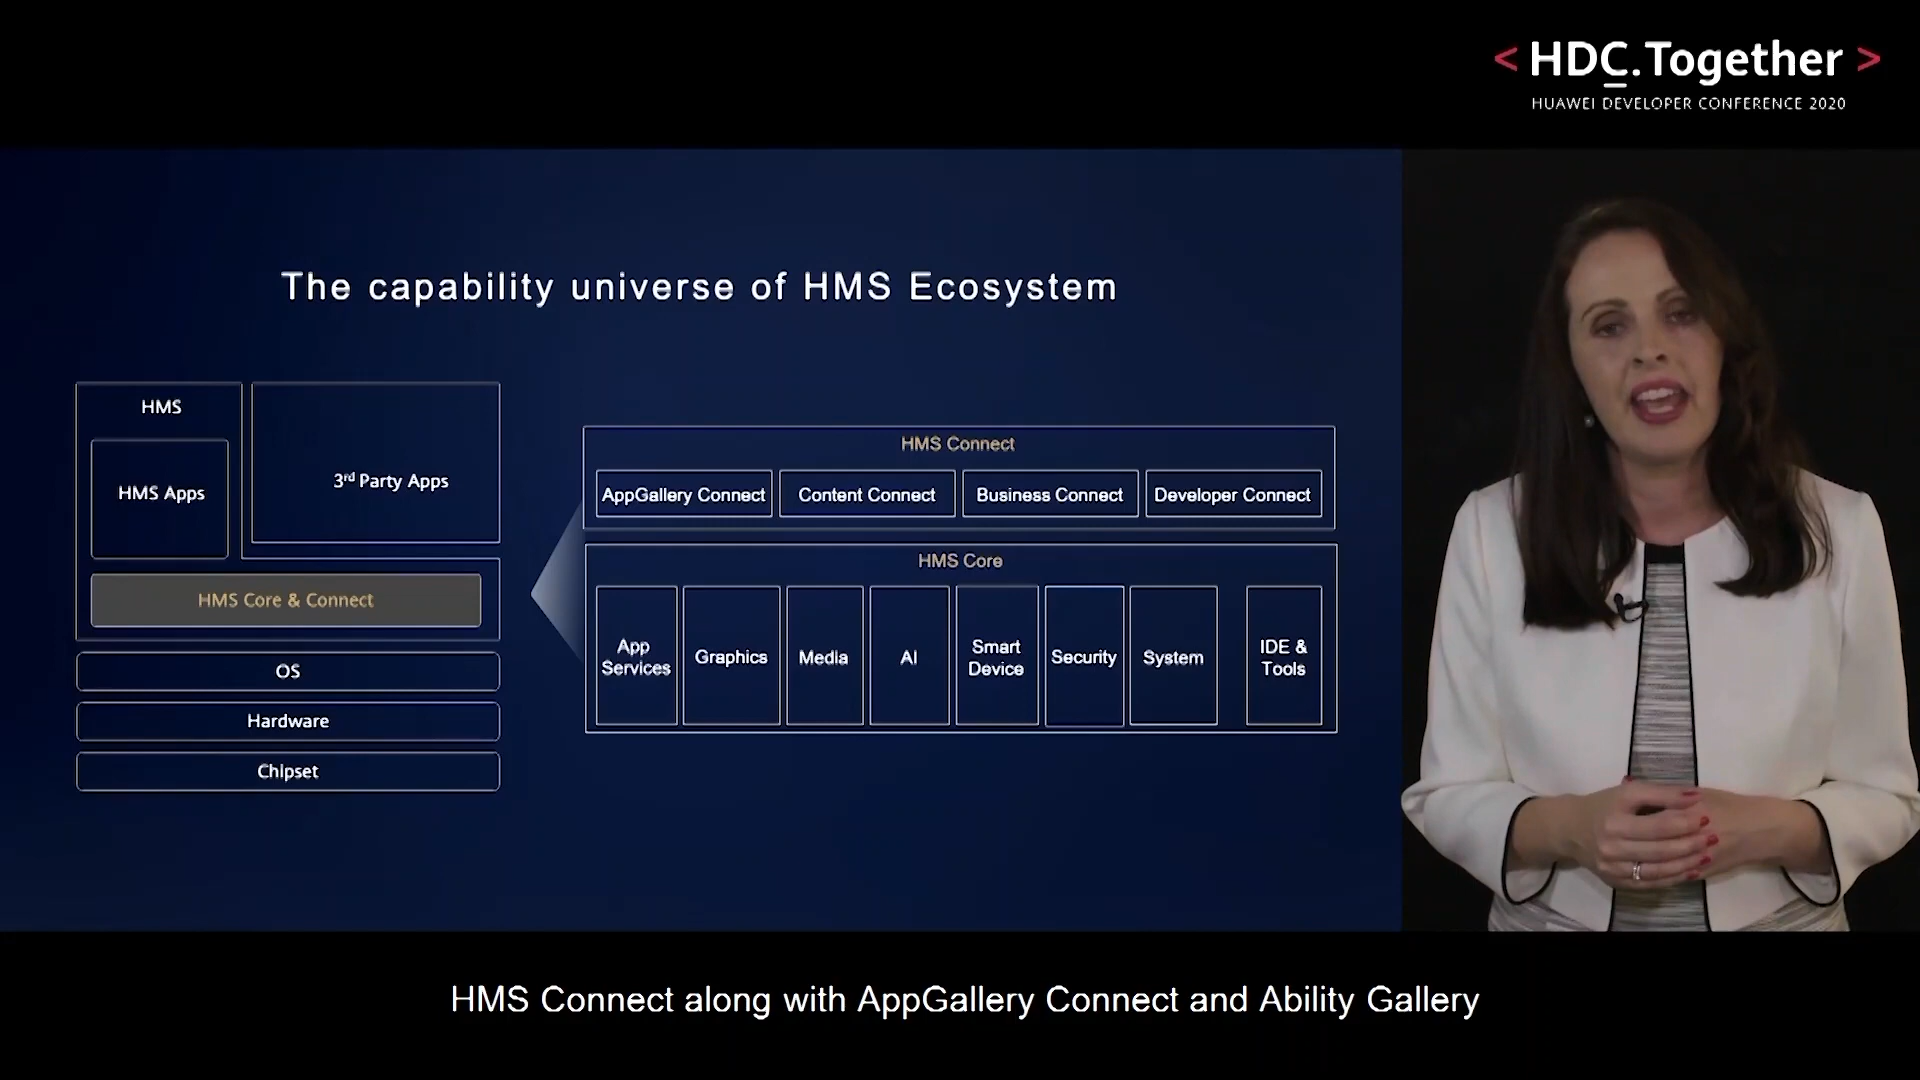 < HDC.Together >
HUAWEI DEVELOPER CONFERENCE 2020
The capability universe of HMS Ecosystem
HMS
HMS Apps
3rd Party Apps
HMS Core & Connect
OS
Hardware
Chipset
HMS Connect
AppGallery Connect
Content Connect
Business Connect
Developer Connect
HMS Core
App
Services
Graphics
Media
AI
Smart
Device
Security
System
IDE &
Tools
HMS Connect along with AppGallery Connect and Ability Gallery